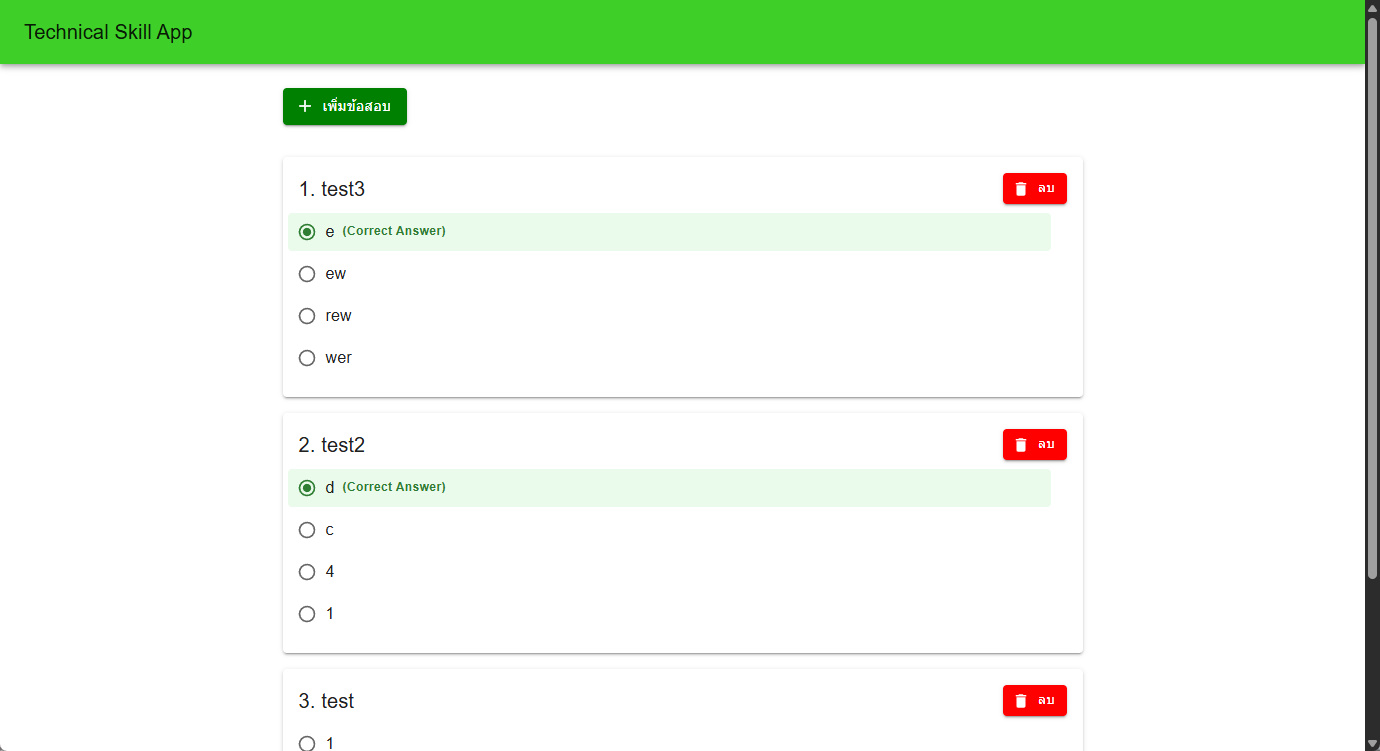 Technical Skill App
เพิ่มข้อสอบ
1. test3
ลบ
e (Correct Answer)
ew
rew
wer
2. test2
ลบ
d (Correct Answer)
c
4
1
3. test
ลบ
1